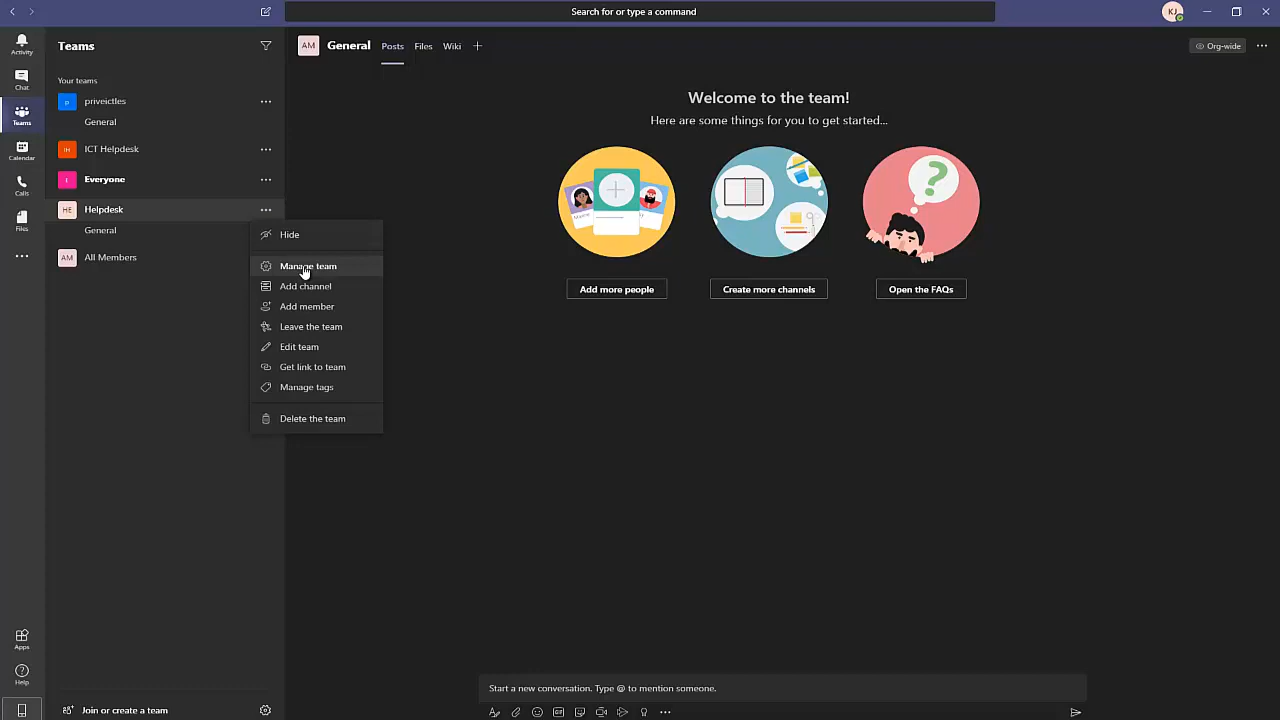 Search for or type a command
KJ
Activity
Chat
Teams
Calendar
Calls
Files
Apps
Help
Teams
Your teams
p priveictles
General
IH ICT Helpdesk
Everyone
HE Helpdesk
General
AM All Members
Hide
Manage team
Add channel
Add member
Leave the team
Edit team
Get link to team
Manage tags
Delete the team
Join or create a team
AM General Posts Files Wiki
Org-wide
Welcome to the team!
Here are some things for you to get started...
Add more people
Create more channels
Open the FAQs
Start a new conversation. Type @ to mention someone.
GIF